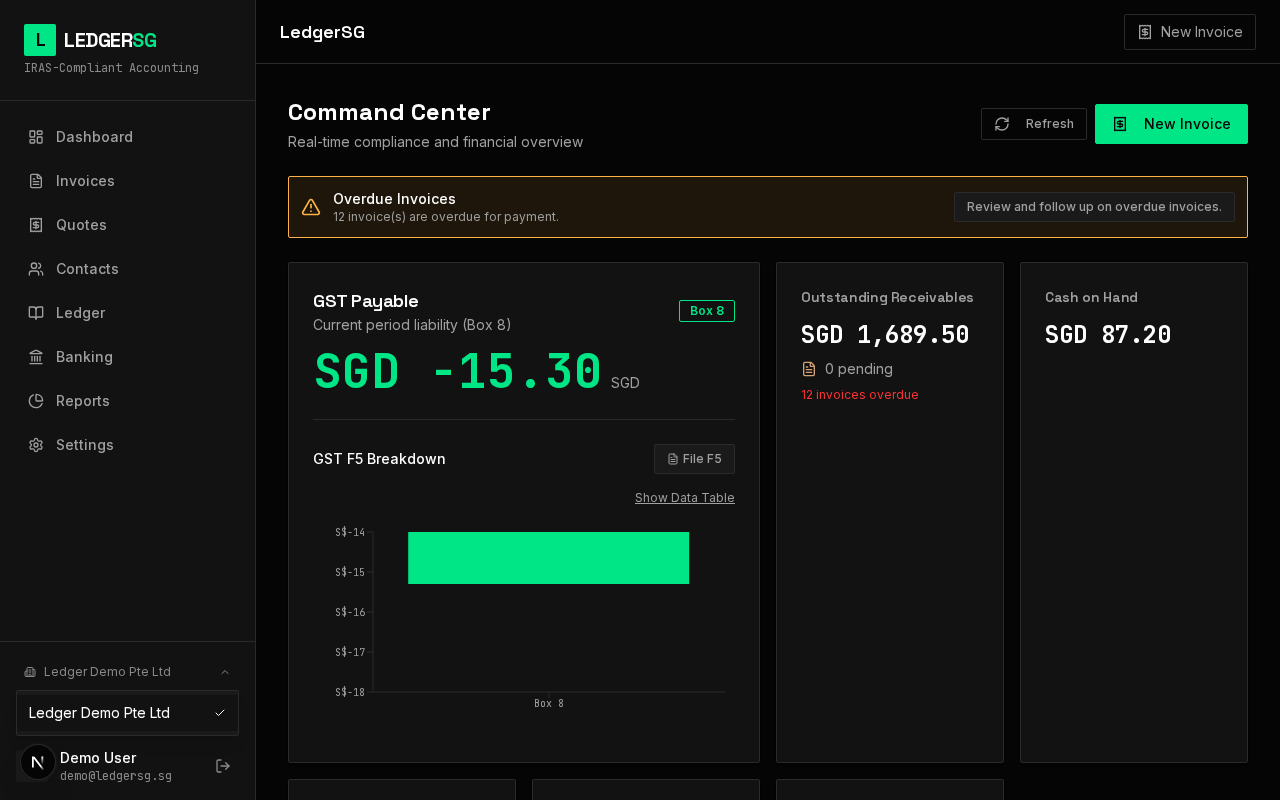 L LEDGERSG
IRAS-Compliant Accounting
Dashboard
Invoices
Quotes
Contacts
Ledger
Banking
Reports
Settings
Ledger Demo Pte Ltd
Ledger Demo Pte Ltd
N
Demo User
demo@ledgersg.sg
LedgerSG
New Invoice
Command Center
Real-time compliance and financial overview
Refresh
New Invoice
Overdue Invoices
12 invoice(s) are overdue for payment.
Review and follow up on overdue invoices.
GST Payable
Current period liability (Box 8)
Box 8
SGD -15.30 SGD
GST F5 Breakdown
File F5
Show Data Table
S$-14
S$-15
S$-16
S$-17
S$-18
Box 8
Outstanding Receivables
SGD 1,689.50
0 pending
12 invoices overdue
Cash on Hand
SGD 87.20